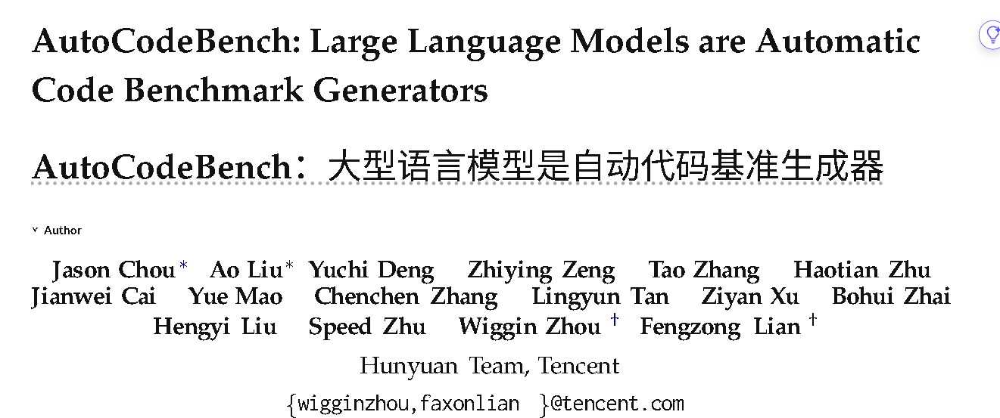 AutoCodeBench: Large Language Models are Automatic
Code Benchmark Generators
AutoCodeBench：大型语言模型是自动代码基准生成器
Author
Jason Chou* Ao Liu* Yuchi Deng Zhiying Zeng Tao Zhang Haotian Zhu
Jianwei Cai Yue Mao Chenchen Zhang Lingyun Tan Ziyan Xu Bohui Zhai
Hengyi Liu Speed Zhu Wiggin Zhou † Fengzong Lian †
Hunyuan Team, Tencent
{wigginzhou,faxonlian }@tencent.com